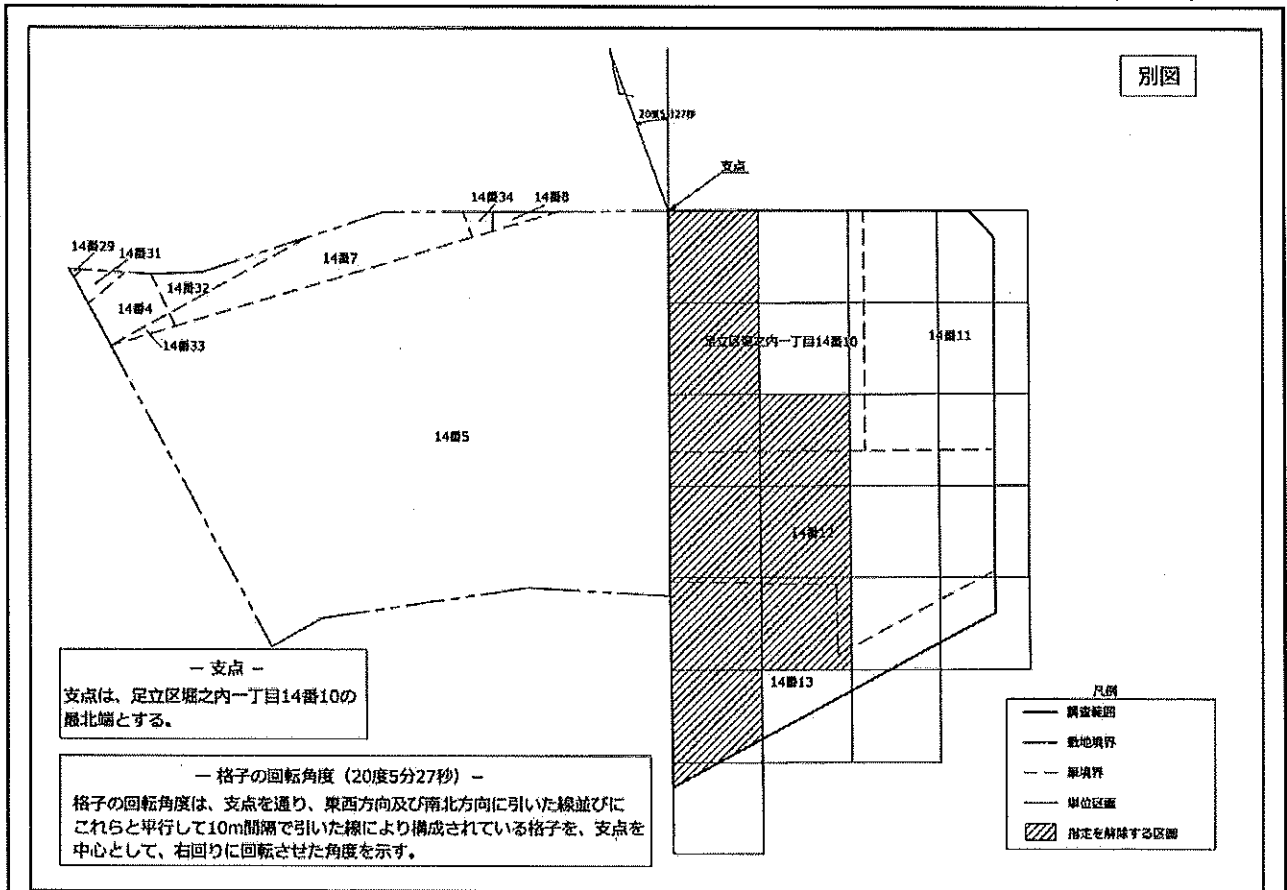 別図
20度5分27秒
支点
14番34
14番8
14番29
14番31
14番7
14番32
14番4
14番33
足立区堀之内一丁目14番10
14番11
14番5
14番12
14番13
― 支点 ―
支点は、足立区堀之内一丁目14番10の
最北端とする。
― 格子の回転角度（20度5分27秒）―
格子の回転角度は、支点を通り、東西方向及び南北方向に引いた線並びに
これらと平行して10m間隔で引いた線により構成されている格子を、支点を
中心として、右回りに回転させた角度を示す。
凡例
調査範囲
敷地境界
筆境界
単位区画
指定を解除する区画